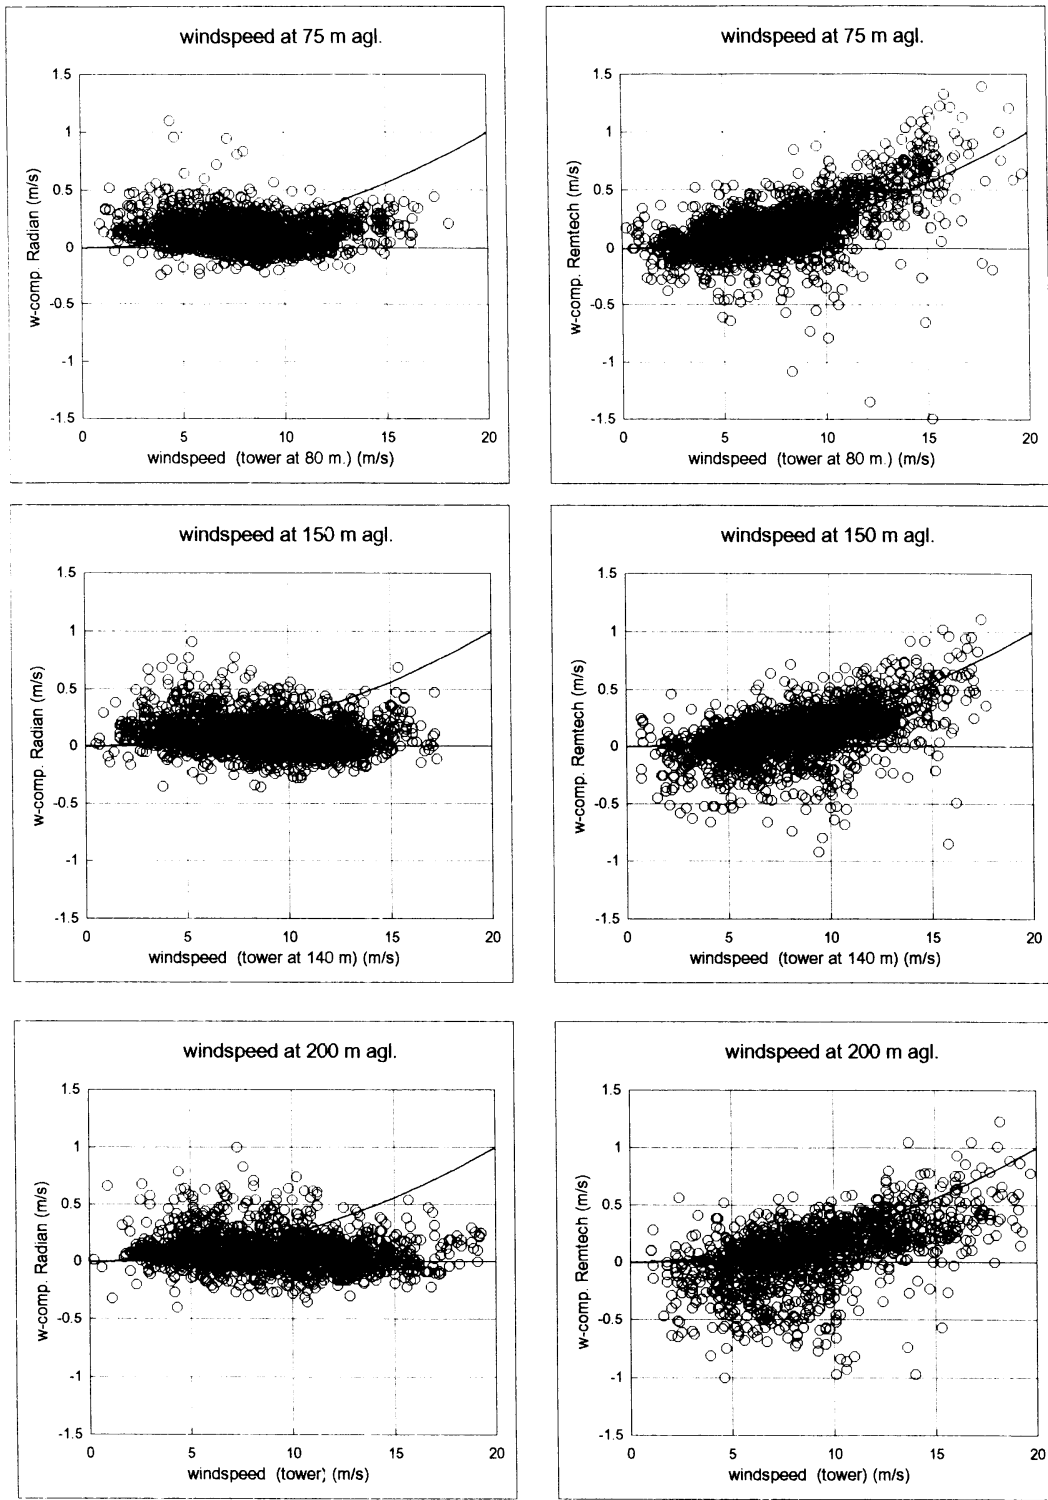 windspeed at 75 m agl.
1.5
1
0.5
0
-0.5
-1
-1.5
w-comp. Radian (m/s)
0 5 10 15 20
windspeed (tower at 80 m.) (m/s)
windspeed at 75 m agl.
1.5
1
0.5
0
-0.5
-1
-1.5
w-comp. Remtech (m/s)
0 5 10 15 20
windspeed (tower at 80 m.) (m/s)
windspeed at 150 m agl.
1.5
1
0.5
0
-0.5
-1
-1.5
w-comp. Radian (m/s)
0 5 10 15 20
windspeed (tower at 140 m) (m/s)
windspeed at 150 m agl.
1.5
1
0.5
0
-0.5
-1
-1.5
w-comp. Remtech (m/s)
0 5 10 15 20
windspeed (tower at 140 m) (m/s)
windspeed at 200 m agl.
1.5
1
0.5
0
-0.5
-1
-1.5
w-comp. Radian (m/s)
0 5 10 15 20
windspeed (tower) (m/s)
windspeed at 200 m agl.
1.5
1
0.5
0
-0.5
-1
-1.5
w-comp. Remtech (m/s)
0 5 10 15 20
windspeed (tower) (m/s)